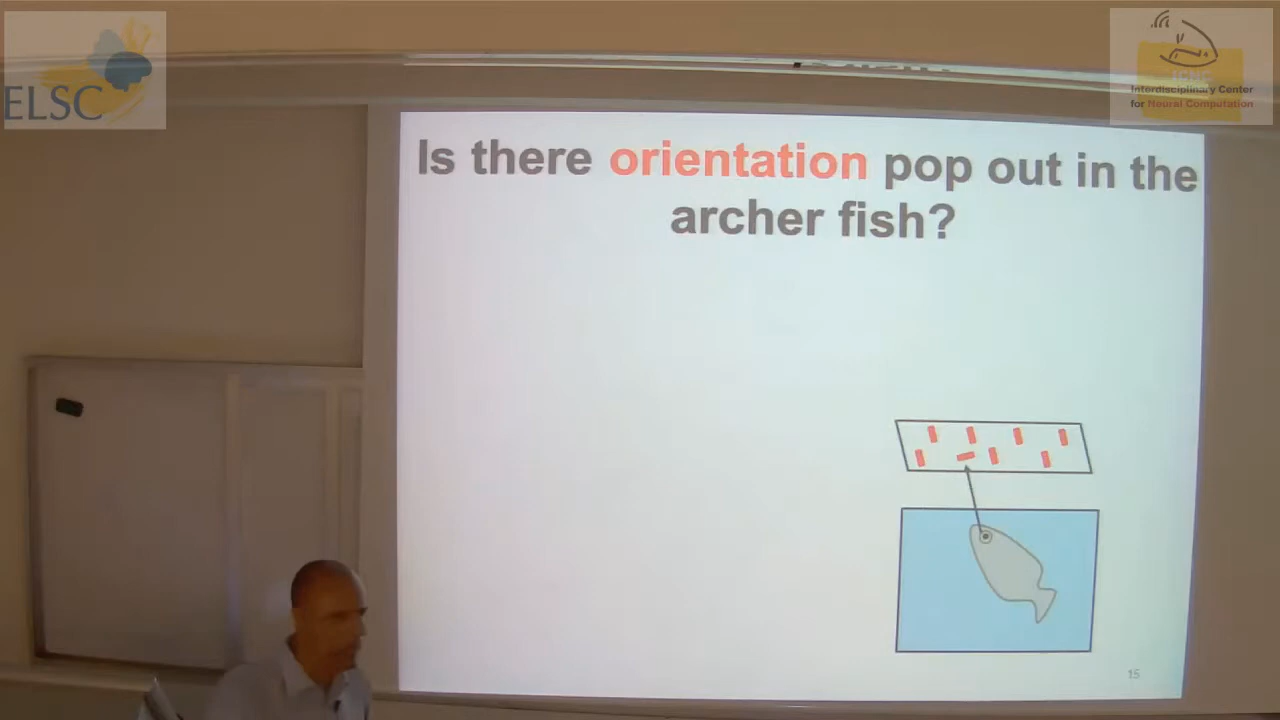 ELSC
Interdisciplinary Center
for Neural Computation
Is there orientation pop out in the
archer fish?
15